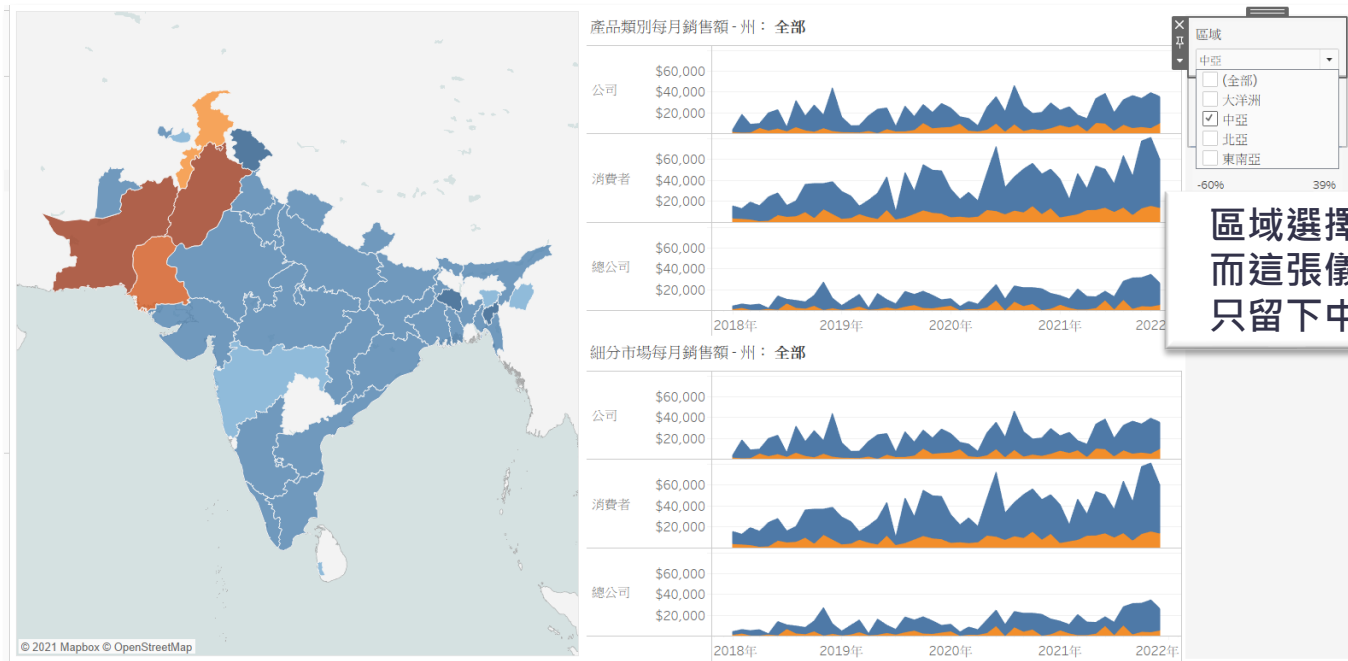 產品類別每月銷售額 - 州： 全部
公司
$60,000
$40,000
$20,000
消費者
$60,000
$40,000
$20,000
總公司
$60,000
$40,000
$20,000
2018年 2019年 2020年 2021年 2022
細分市場每月銷售額 - 州： 全部
公司
$60,000
$40,000
$20,000
消費者
$60,000
$40,000
$20,000
總公司
$60,000
$40,000
$20,000
2018年 2019年 2020年 2021年 2022年
© 2021 Mapbox © OpenStreetMap
區域
中亞
(全部)
大洋洲
中亞
北亞
東南亞
-60% 39%
區域選擇
而這張儀
只留下中